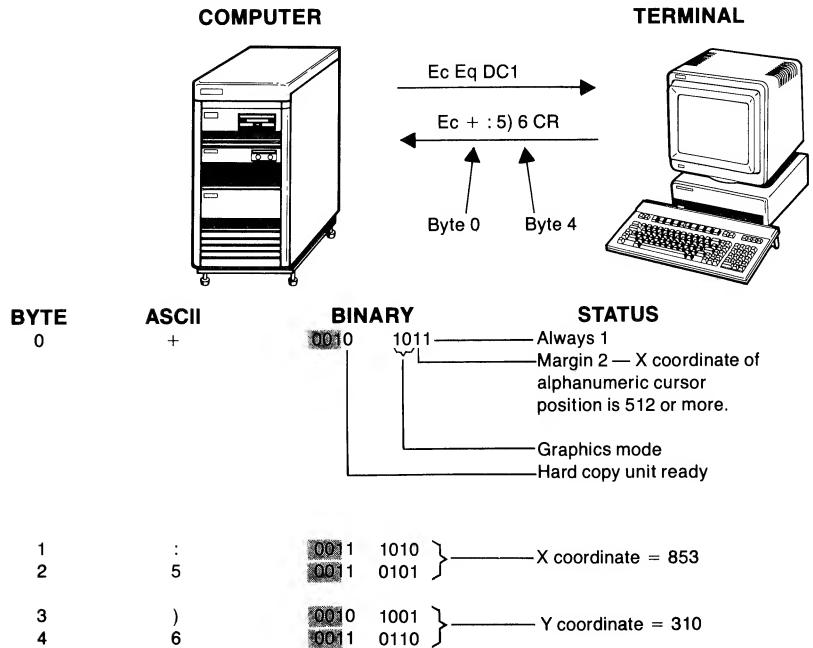 COMPUTER
TERMINAL
Ec Eq DC1
Ec + : 5) 6 CR
Byte 0
Byte 4
BYTE ASCII BINARY STATUS
0 + 0010 1011 Always 1
Margin 2 — X coordinate of
alphanumeric cursor
position is 512 or more.
Graphics mode
Hard copy unit ready
1 : 0011 1010
X coordinate = 853
2 5 0011 0101
3 ) 0010 1001
Y coordinate = 310
4 6 0011 0110